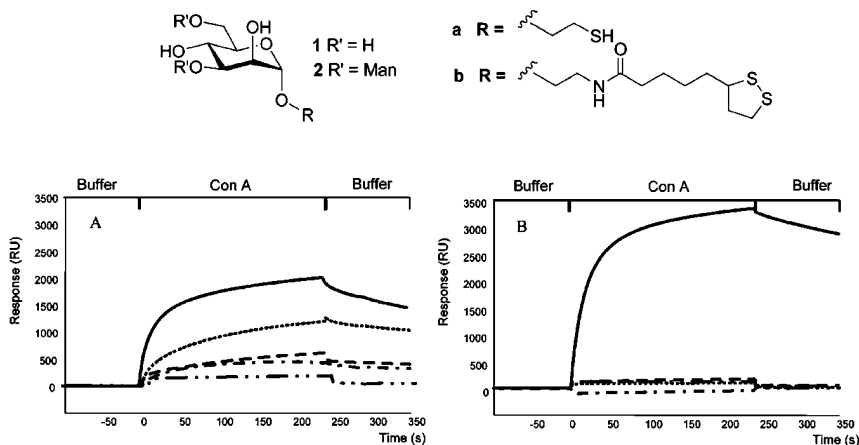 R'O
OH
HO
R'O
O
O
R
1 R' = H
2 R' = Man
a R =
SH
b R =
N
H
O
S
S
Buffer Con A Buffer
A
Response (RU)
3500
3000
2500
2000
1500
1000
500
0
-50 0 50 100 150 200 250 300 350
Time (s)
Buffer Con A Buffer
B
Response (RU)
3500
3000
2500
2000
1500
1000
500
0
-50 0 50 100 150 200 250 300 350
Time (s)